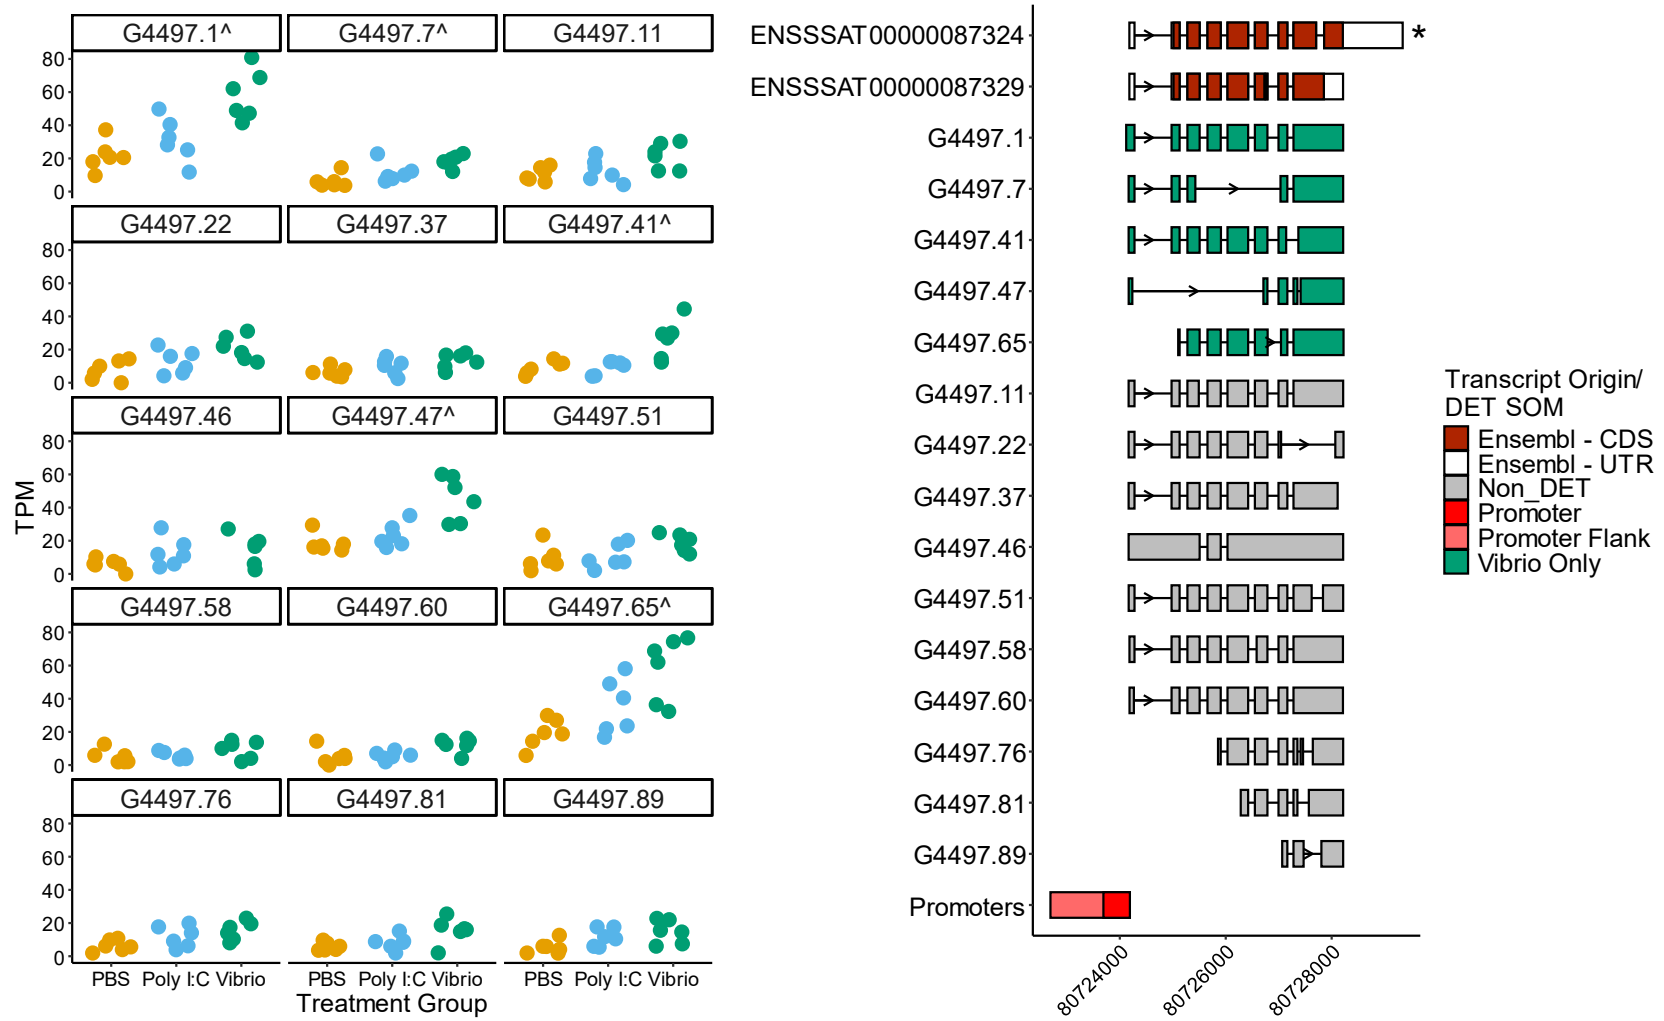 G4497.1^ G4497.7^ G4497.11
80
60
40
20
0
G4497.22 G4497.37 G4497.41^
80
60
40
20
0
G4497.46 G4497.47^ G4497.51
80
60
40
20
0
G4497.58 G4497.60 G4497.65^
80
60
40
20
0
G4497.76 G4497.81 G4497.89
80
60
40
20
0
TPM
PBS Poly I:C Vibrio PBS Poly I:C Vibrio PBS Poly I:C Vibrio
Treatment Group
ENSSSAT00000087324 *
ENSSSAT00000087329
G4497.1
G4497.7
G4497.41
G4497.47
G4497.65
G4497.11
G4497.22
G4497.37
G4497.46
G4497.51
G4497.58
G4497.60
G4497.76
G4497.81
G4497.89
Promoters
80724000 80726000 80728000
Transcript Origin/
DET SOM
Ensembl - CDS
Ensembl - UTR
Non_DET
Promoter
Promoter Flank
Vibrio Only